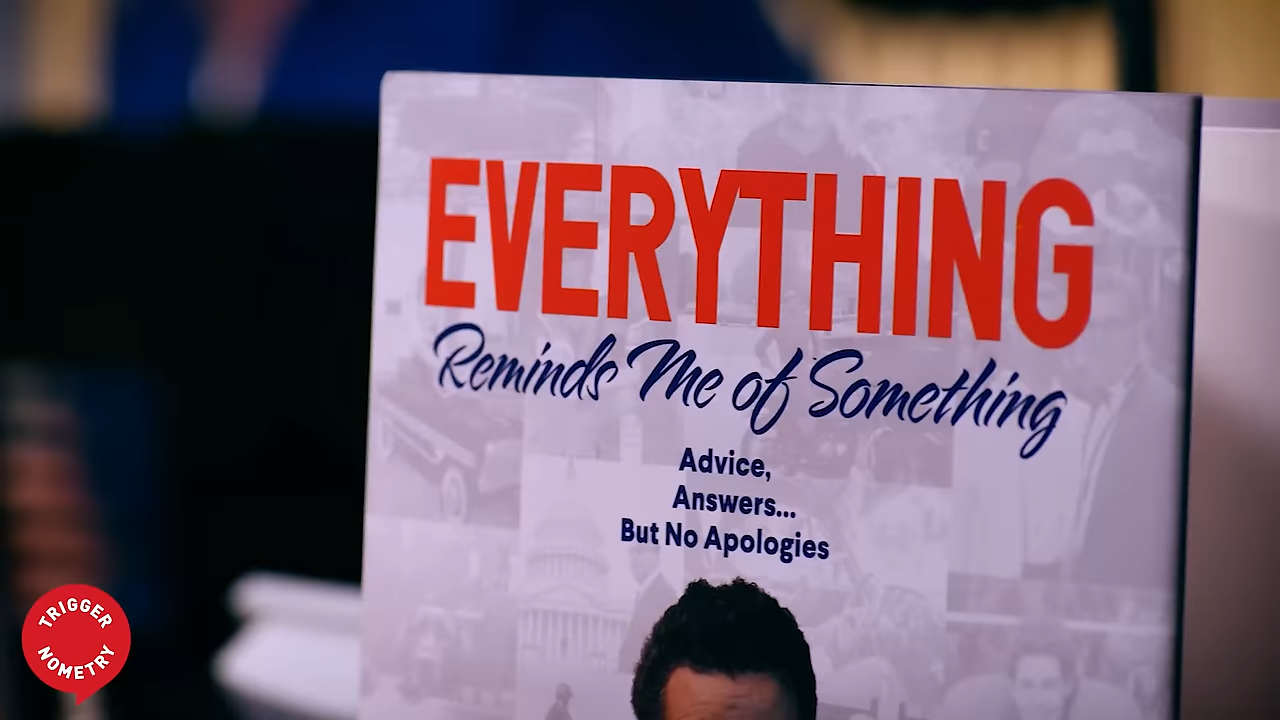 EVERYTHING
Reminds Me of Something
Advice,
Answers...
But No Apologies
TRIGGER
NOMETRY